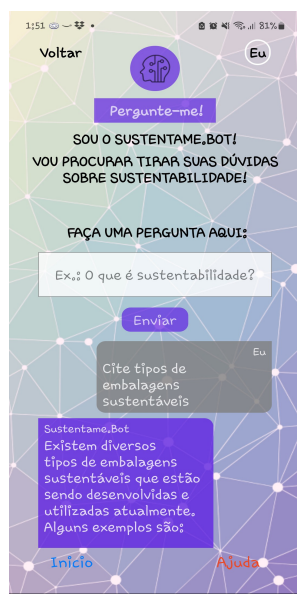 1:51
81%
Voltar
Eu
Pergunte-me!
SOU O SUSTENTAME.BOT!
VOU PROCURAR TIRAR SUAS DÚVIDAS
SOBRE SUSTENTABILIDADE!
FAÇA UMA PERGUNTA AQUI:
Ex.: O que é sustentabilidade?
Enviar
Eu
Cite tipos de
embalagens
sustentáveis
Sustentame.Bot
Existem diversos
tipos de embalagens
sustentáveis que estão
sendo desenvolvidas e
utilizadas atualmente.
Alguns exemplos são:
Início
Ajuda